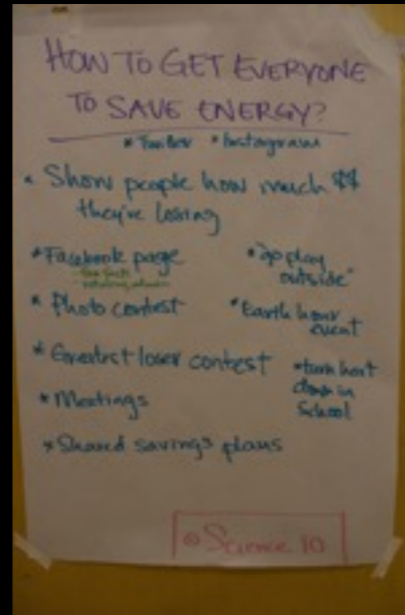 HOW TO GET EVERYONE
TO SAVE ENERGY?
* Twitter * Instagram
* Show people how much $$
they're losing
* Facebook page
* "go play
outside"
* Photo contest
* Earth hour
event
* Greatest loser contest
* turn heat
down in
School
* Meetings
* Shared savings plans
Science 10